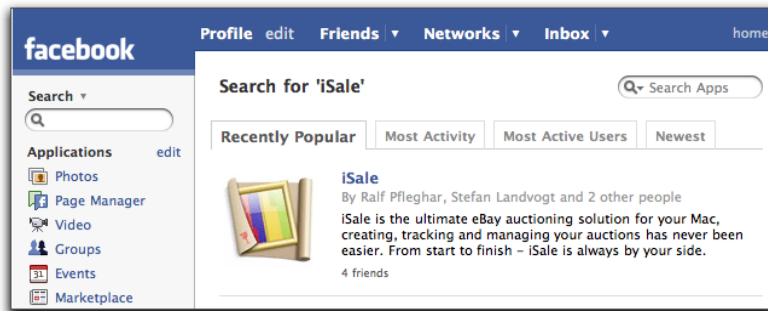 facebook
Profile edit Friends Networks Inbox home
Search
Applications edit
Photos
Page Manager
Video
Groups
31 Events
Marketplace
Search for 'iSale'
Search Apps
Recently Popular Most Activity Most Active Users Newest
iSale
By Ralf Pfleghar, Stefan Landvogt and 2 other people
iSale is the ultimate eBay auctioning solution for your Mac,
creating, tracking and managing your auctions has never been
easier. From start to finish – iSale is always by your side.
4 friends